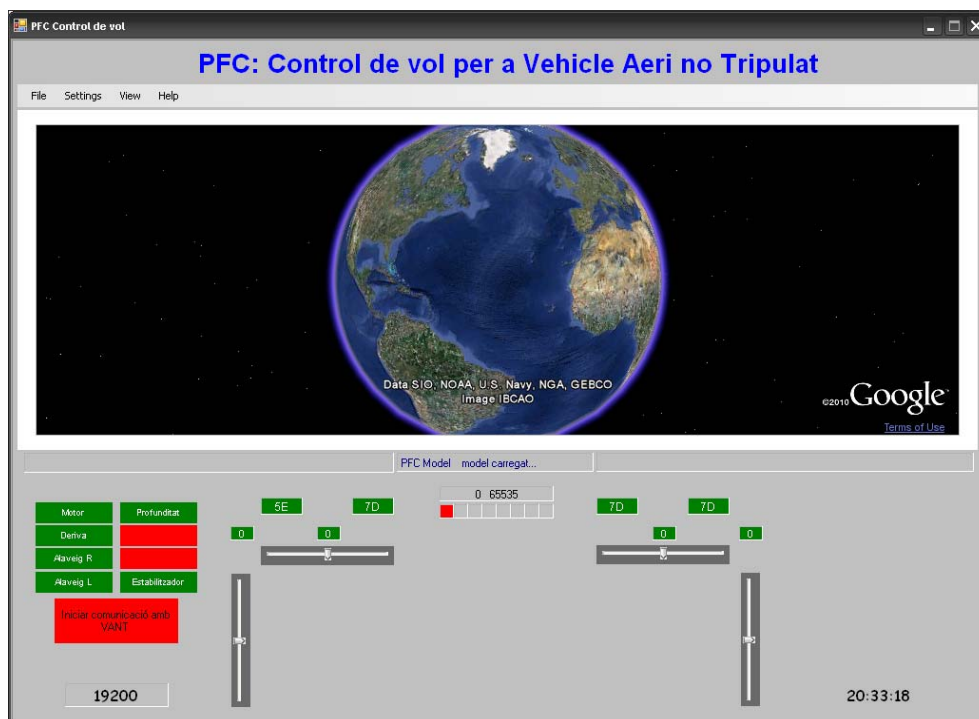 PFC Control de vol
PFC: Control de vol per a Vehicle Aeri no Tripulat
File Settings View Help
Data SIO, NOAA, U.S. Navy, NGA, GEBCO
Image IBCAO
©2010 Google
Terms of Use
PFC Model model carregat...
0 65535
5E 7D 7D 7D
Motor Profunditat
Deriva 0 0 0 0
Alaveig R
Alaveig L Estabilitzador
Iniciar comunicació amb
VANT
19200 20:33:18